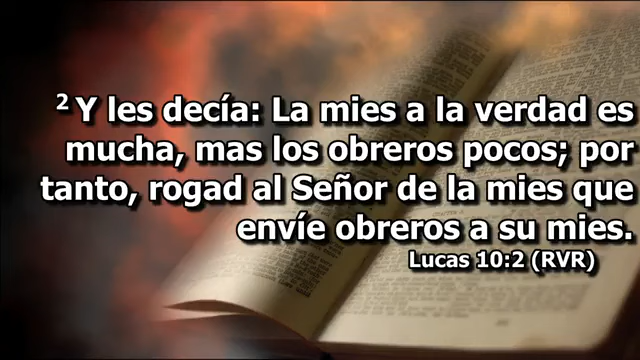 2 Y les decía: La mies a la verdad es
mucha, mas los obreros pocos; por
tanto, rogad al Señor de la mies que
envíe obreros a su mies.
Lucas 10:2 (RVR)